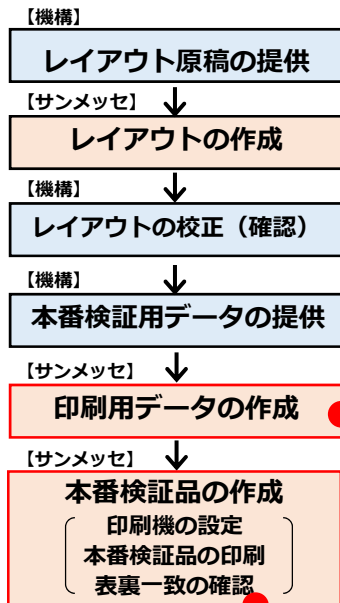 【機構】
レイアウト原稿の提供
【サンメッセ】
レイアウトの作成
【機構】
レイアウトの校正（確認）
【機構】
本番検証用データの提供
【サンメッセ】
印刷用データの作成
【サンメッセ】
本番検証品の作成
印刷機の設定
本番検証品の印刷
表裏一致の確認